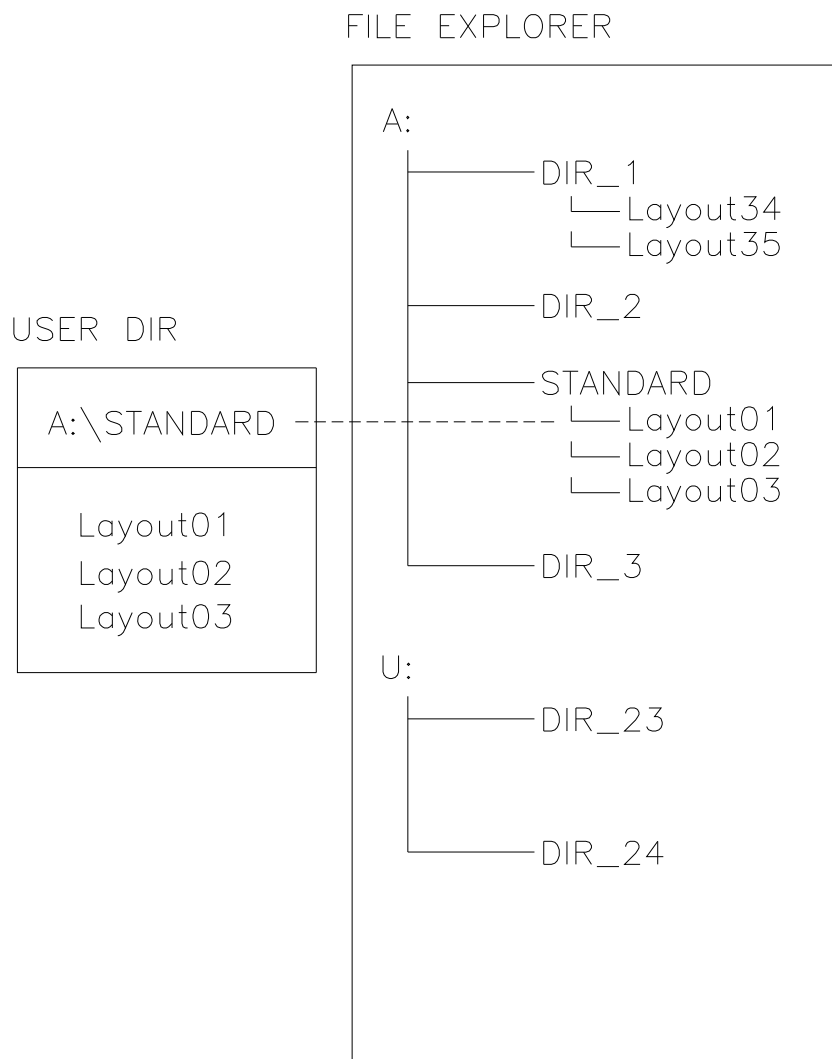 FILE EXPLORER
A:
DIR_1
Layout34
Layout35
DIR_2
USER DIR
STANDARD
A:\STANDARD
Layout01
Layout02
Layout03
Layout01
Layout02
Layout03
DIR_3
U:
DIR_23
DIR_24